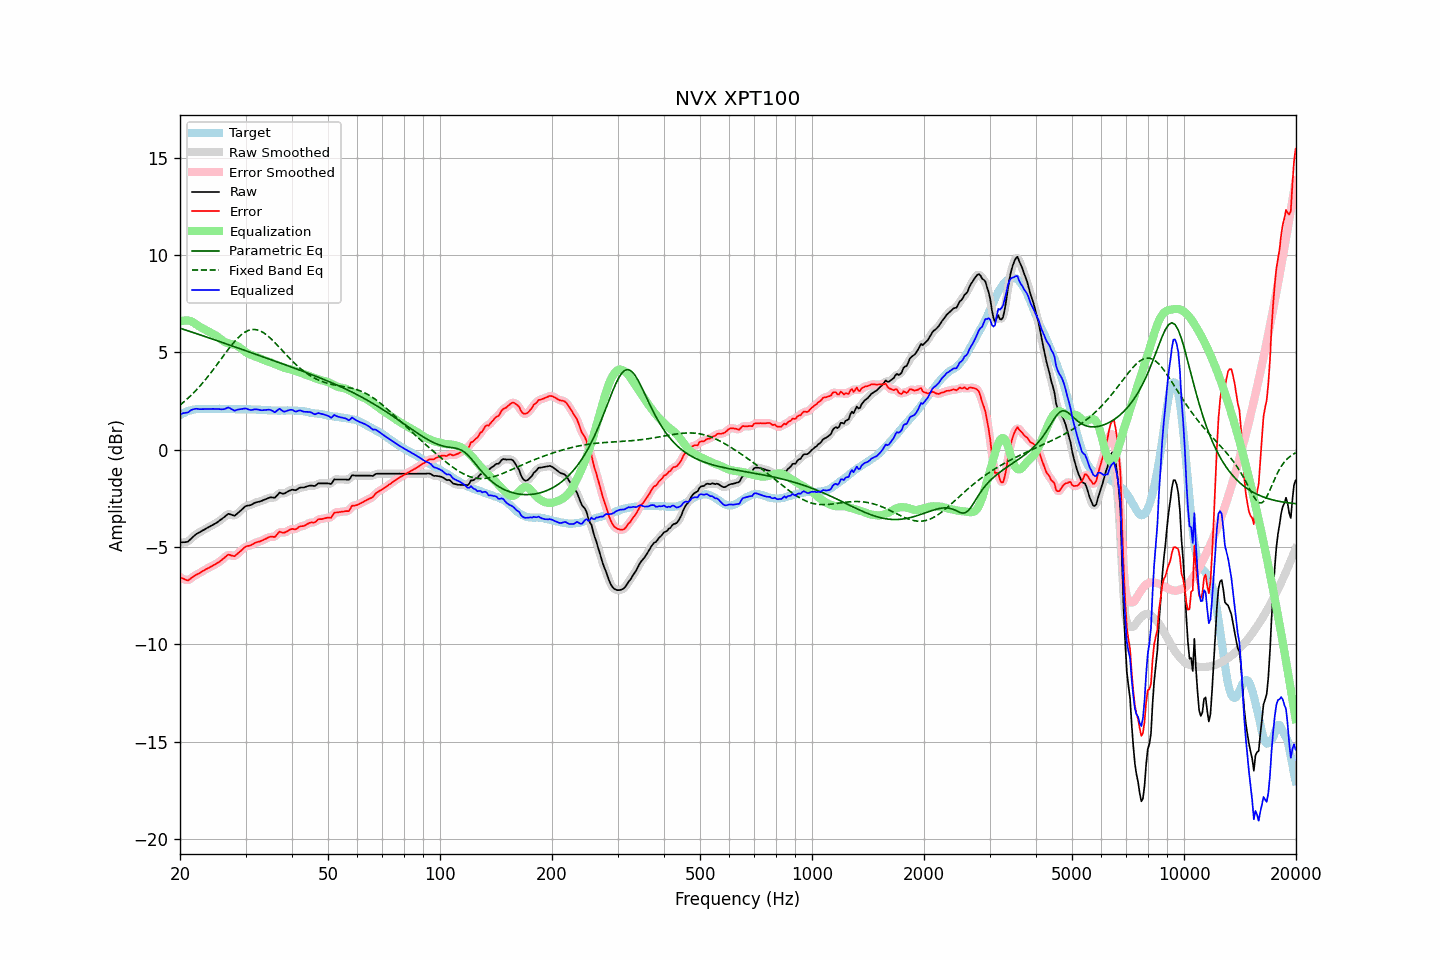 NVX XPT100
Target
Raw Smoothed
Error Smoothed
Raw
Error
Equalization
Parametric Eq
Fixed Band Eq
Equalized
Amplitude (dBr)
15
10
5
0
−5
−10
−15
−20
20
50
100
200
500
1000
2000
5000
10000
20000
Frequency (Hz)